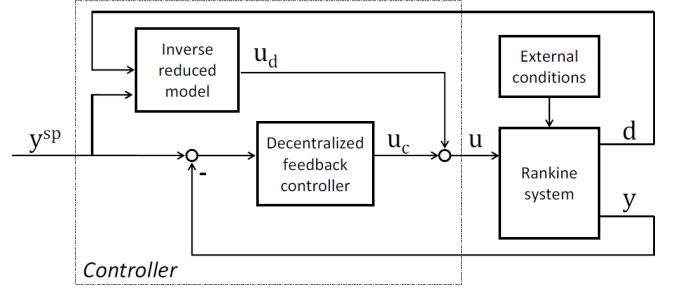 Inverse
reduced
model
u_d
External
conditions
y^sp
-
Decentralized
feedback
controller
u_c
u
Rankine
system
d
y
Controller